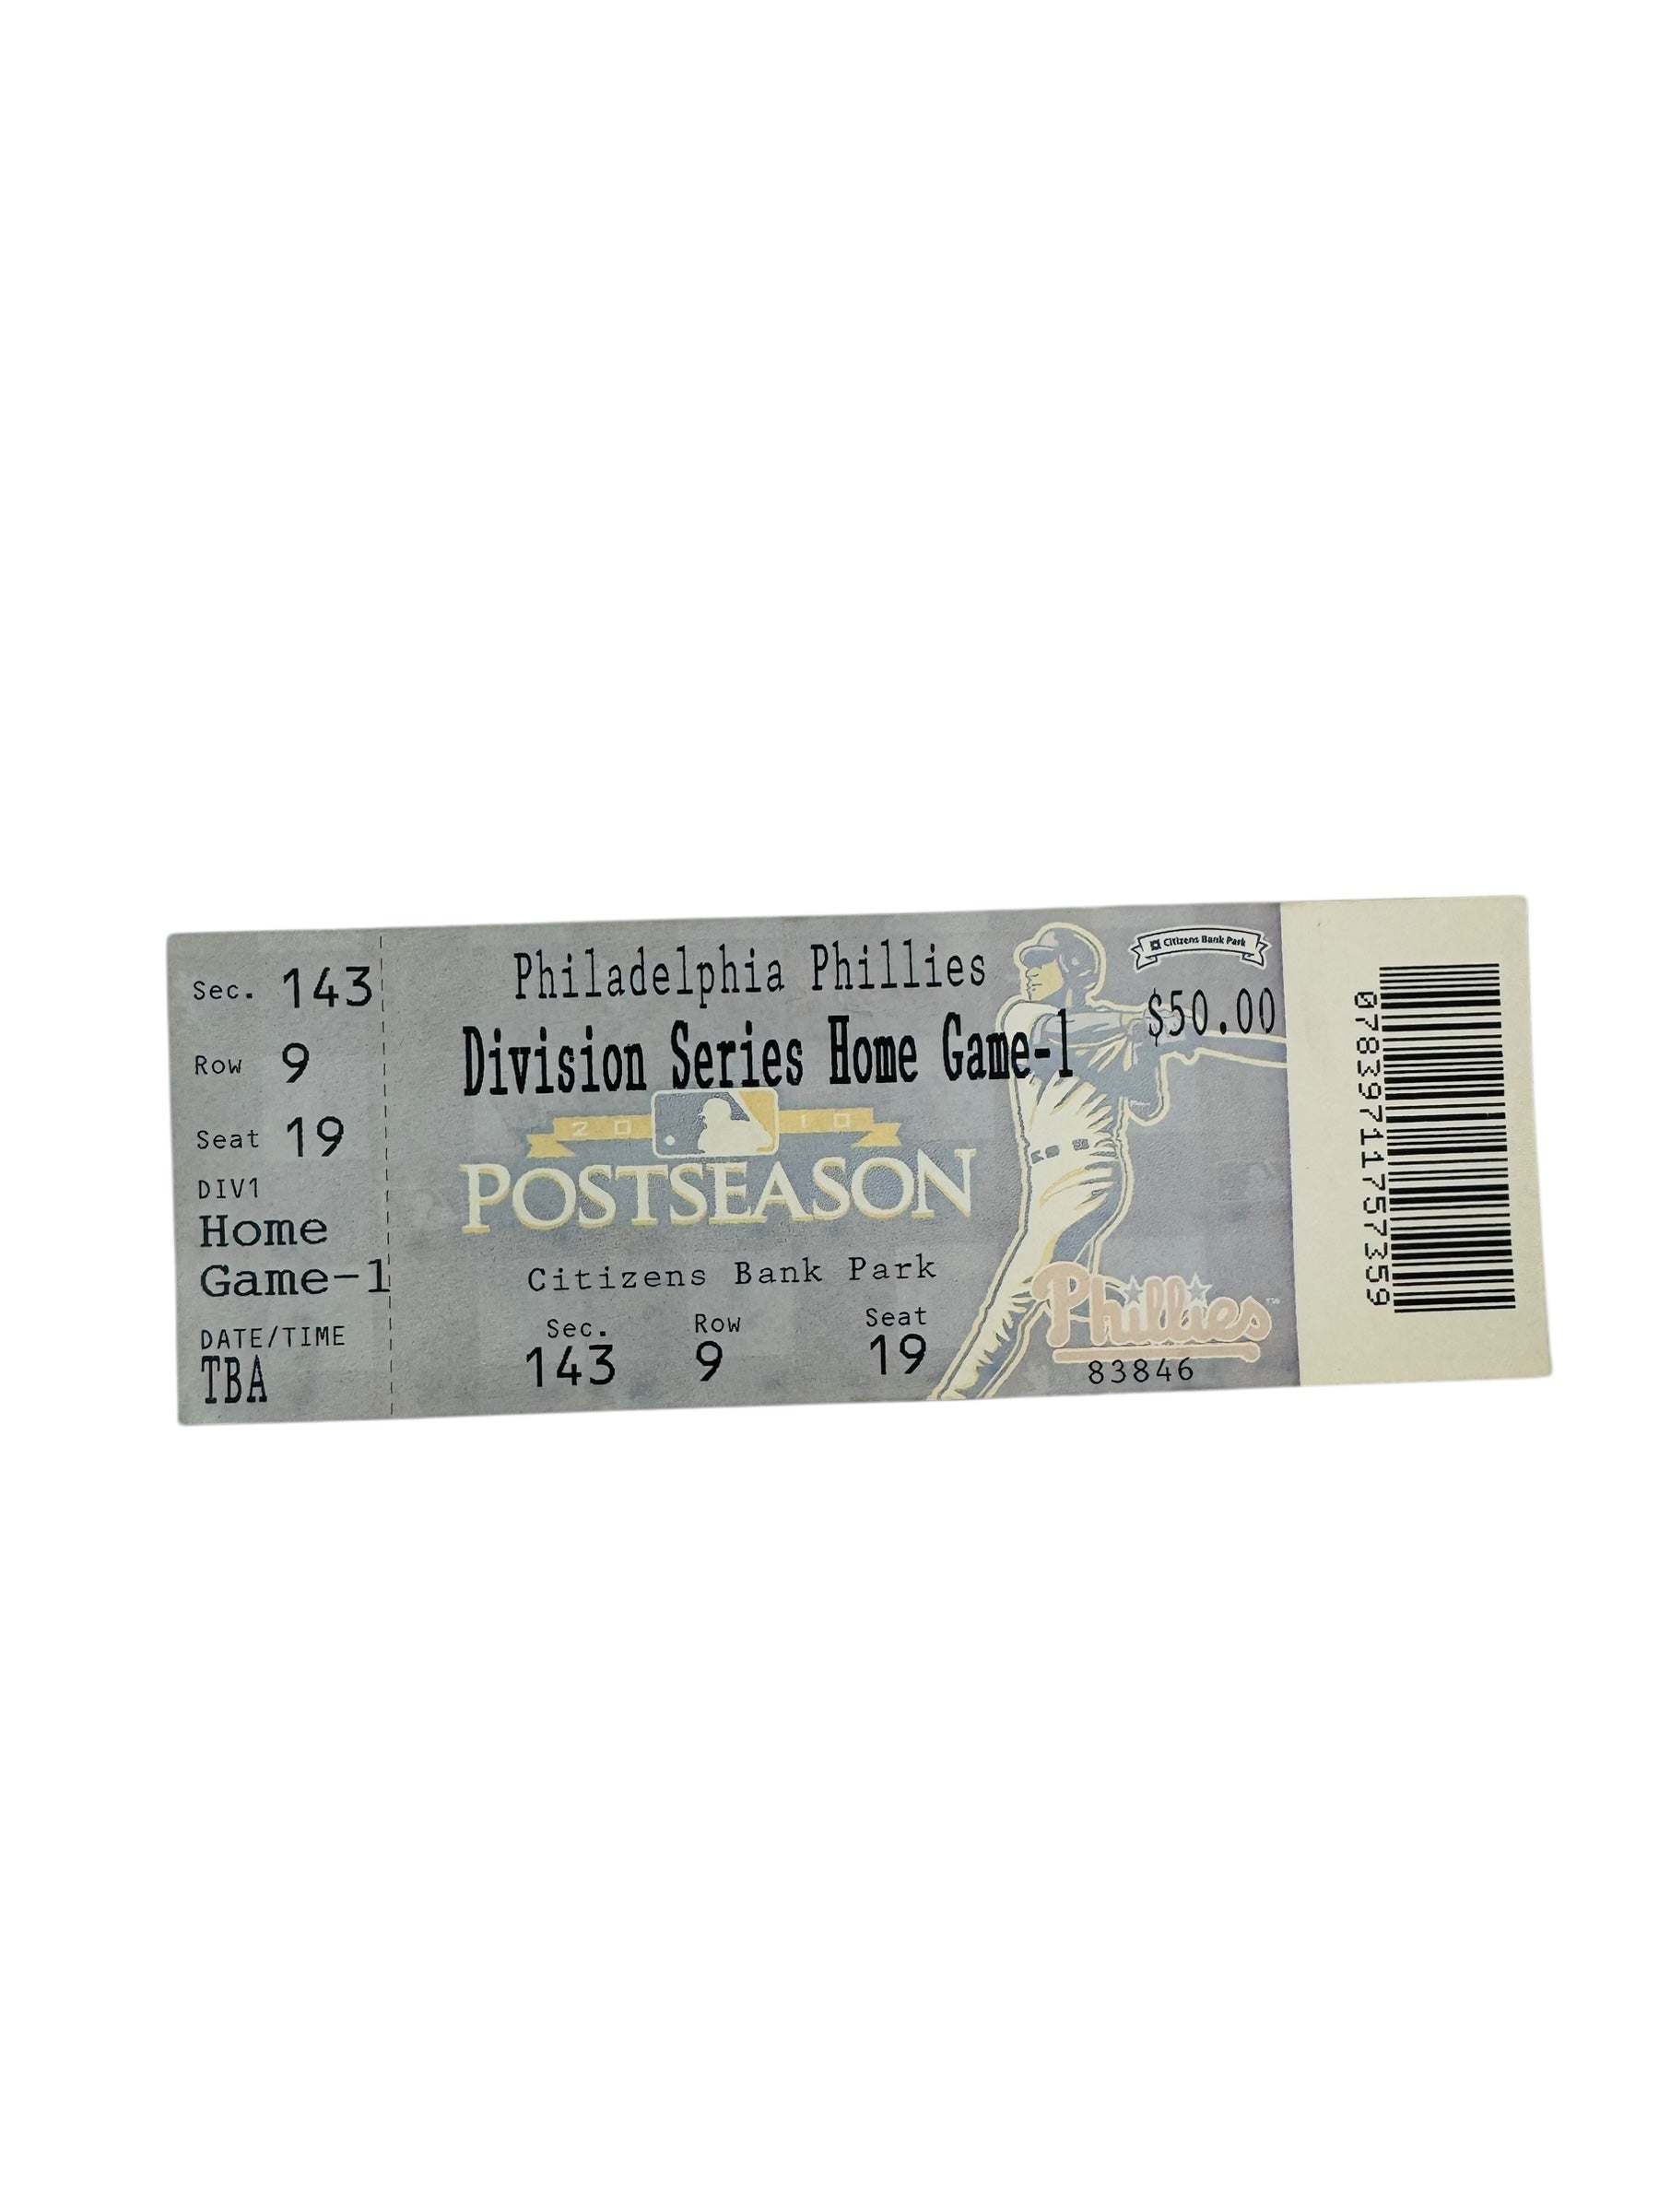 Sec. 143
Row 9
Seat 19
DIV1
Home
Game-1
DATE/TIME
TBA
Philadelphia Phillies
Division Series Home Game-1
2010
POSTSEASON
Citizens Bank Park
Sec. Row Seat
143 9 19
Citizens Bank Park
$50.00
Phillies
83846
07839711757359